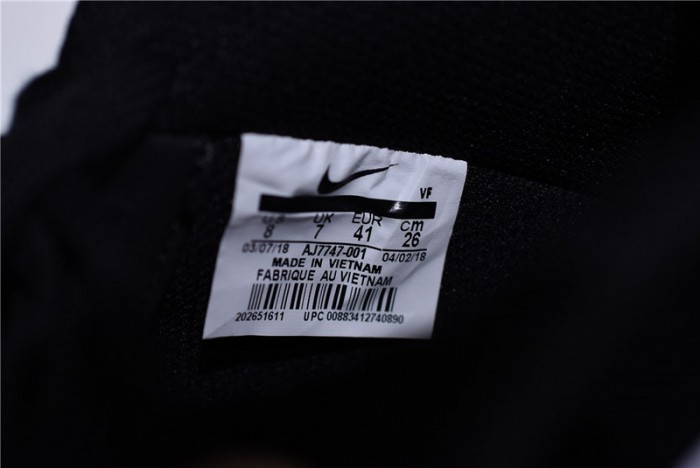 VF
US UK EUR cm
8 7 41 26
03/07/18 AJ7747-001 04/02/18
MADE IN VIETNAM
FABRIQUE AU VIETNAM
202651611 UPC 00883412740890